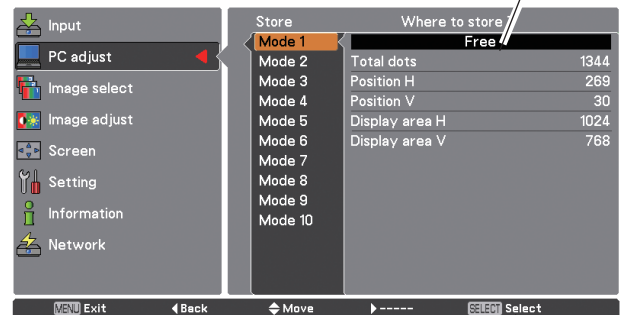 Input
PC adjust
Image select
Image adjust
Screen
Setting
Information
Network
Store
Mode 1
Mode 2
Mode 3
Mode 4
Mode 5
Mode 6
Mode 7
Mode 8
Mode 9
Mode 10
Where to store
Free
Total dots 1344
Position H 269
Position V 30
Display area H 1024
Display area V 768
MENU Exit
Back
Move
-----
SELECT Select